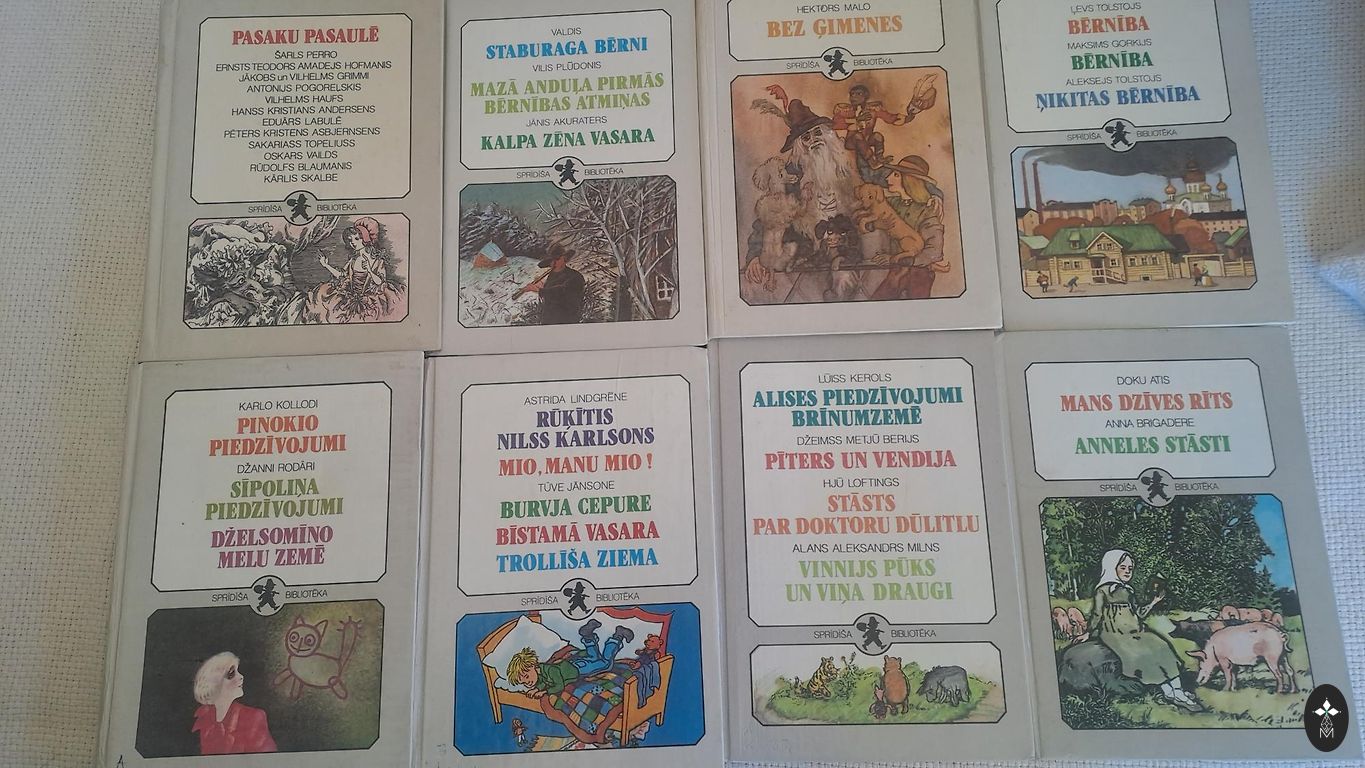 PASAKU PASAULĒ
ŠARLS PERRO
ERNSTS TEODORS AMADEJS HOFMANIS
JĀKOBS un VILHELMS GRIMMI
ANTONIJS POGOREĻSKIS
VILHELMS HAUFS
HANSS KRISTIANS ANDERSENS
EDUĀRS LABULĒ
PĒTERS KRISTENS ASBJERNSENS
SAKARIASS TOPELIUSS
OSKARS VAILDS
RŪDOLFS BLAUMANIS
KĀRLIS SKALBE
SPRĪDĪŠA BIBLIOTĒKA
VALDIS
STABURAGA BĒRNI
VILIS PLŪDONIS
MAZĀ ANDUĻA PIRMĀS
BĒRNĪBAS ATMIŅAS
JĀNIS AKURATERS
KALPA ZĒNA VASARA
SPRĪDĪŠA BIBLIOTĒKA
HEKTORS MALO
BEZ ĢIMENES
SPRĪDĪŠA BIBLIOTĒKA
ĻEVS TOLSTOJS
BĒRNĪBA
MAKSIMS GORKIJS
BĒRNĪBA
ALEKSEJS TOLSTOJS
ŅIKITAS BĒRNĪBA
SPRĪDĪŠA BIBLIOTĒKA
KARLO KOLLODI
PINOKIO
PIEDZĪVOJUMI
DŽANNI RODĀRI
SĪPOLIŅA
PIEDZĪVOJUMI
DŽELSOMĪNO
MELU ZEMĒ
SPRĪDĪŠA BIBLIOTĒKA
ASTRIDA LINDGRĒNE
RŪĶĪTIS
NILSS KARLSONS
MIO, MANU MIO!
TŪVE JANSONE
BURVJA CEPURE
BĪSTAMĀ VASARA
TROLLĪŠA ZIEMA
SPRĪDĪŠA BIBLIOTĒKA
LŪISS KEROLS
ALISES PIEDZĪVOJUMI
BRĪNUMZEMĒ
DŽEIMSS METJŪ BERIJS
PĪTERS UN VENDIJA
HJŪ LOFTINGS
STĀSTS
PAR DOKTORU DŪLITLU
ALANS ALEKSANDRS MILNS
VINNIJS PŪKS
UN VIŅA DRAUGI
SPRĪDĪŠA BIBLIOTĒKA
DOKU ATIS
MANS DZĪVES RĪTS
ANNA BRIGADERE
ANNELES STĀSTI
SPRĪDĪŠA BIBLIOTĒKA
M